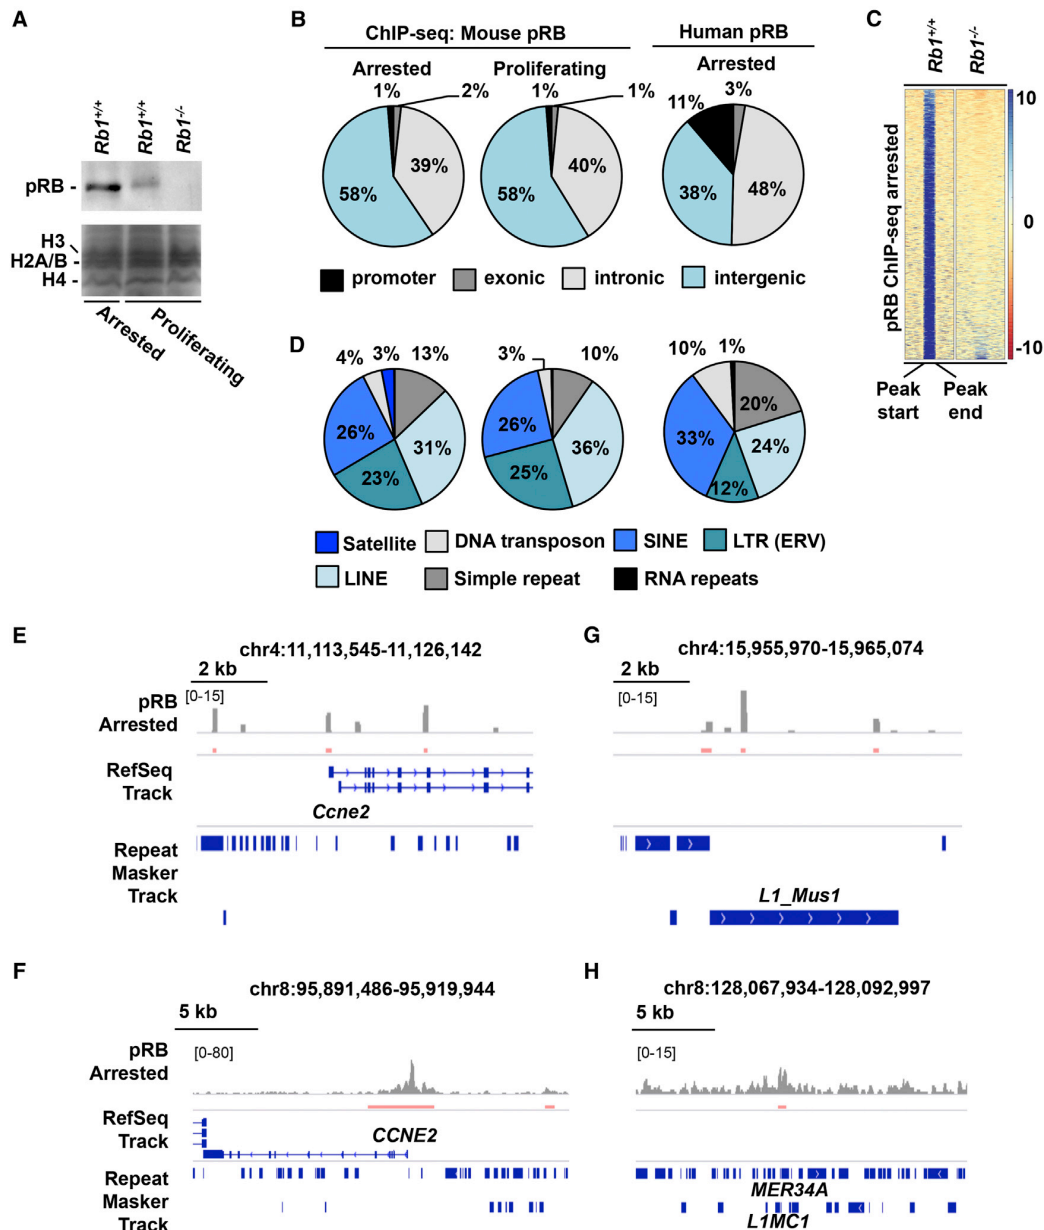 A
Rb1+/+
Rb1+/+
Rb1-/-
pRB -
H3
H2A/B
H4
Arrested
Proliferating
B
ChIP-seq: Mouse pRB
Human pRB
Arrested
Proliferating
Arrested
1%
2%
39%
58%
1%
1%
40%
58%
11%
3%
48%
38%
promoter
exonic
intronic
intergenic
C
Rb1+/+
Rb1-/-
pRB ChIP-seq arrested
10
0
-10
Peak start
Peak end
D
4%
3%
13%
31%
23%
26%
3%
10%
36%
25%
26%
10%
1%
20%
24%
12%
33%
Satellite
DNA transposon
SINE
LTR (ERV)
LINE
Simple repeat
RNA repeats
E
chr4:11,113,545-11,126,142
2 kb
[0-15]
pRB
Arrested
RefSeq
Track
Ccne2
Repeat
Masker
Track
G
chr4:15,955,970-15,965,074
2 kb
[0-15]
L1_Mus1
F
chr8:95,891,486-95,919,944
5 kb
[0-80]
pRB
Arrested
RefSeq
Track
CCNE2
Repeat
Masker
Track
H
chr8:128,067,934-128,092,997
5 kb
[0-15]
MER34A
L1MC1